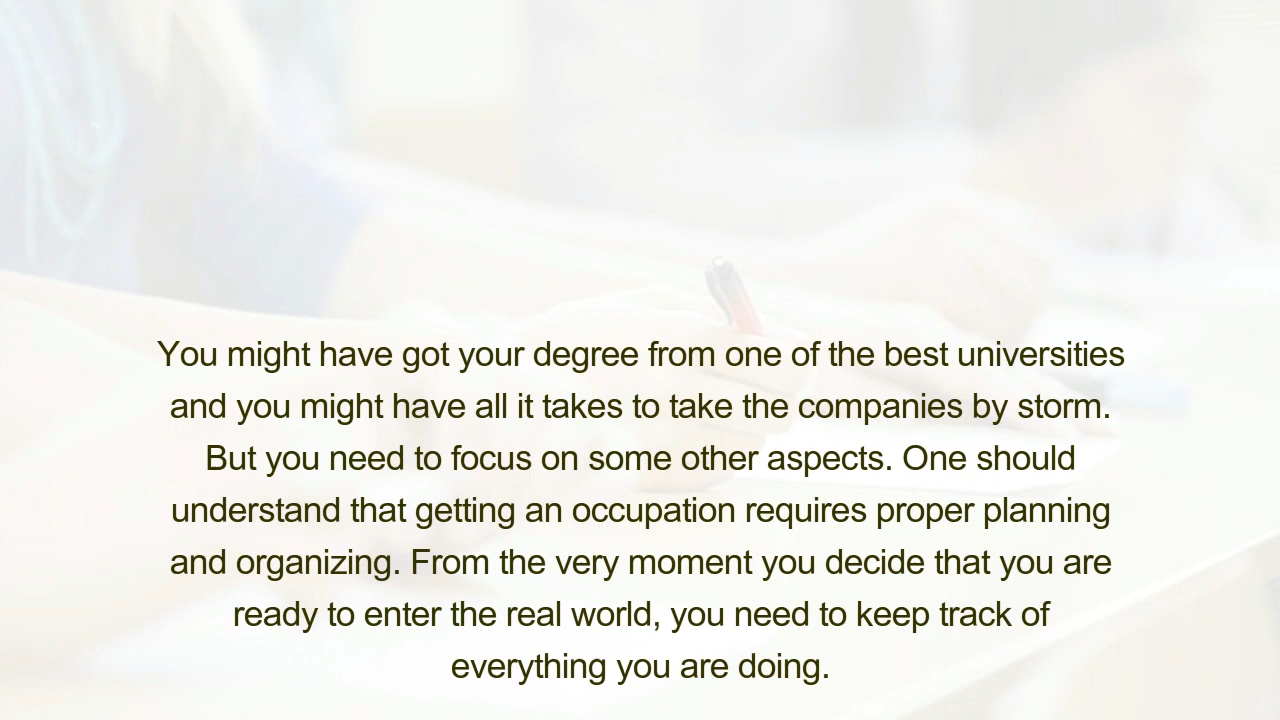 You might have got your degree from one of the best universities
and you might have all it takes to take the companies by storm.
But you need to focus on some other aspects. One should
understand that getting an occupation requires proper planning
and organizing. From the very moment you decide that you are
ready to enter the real world, you need to keep track of
everything you are doing.